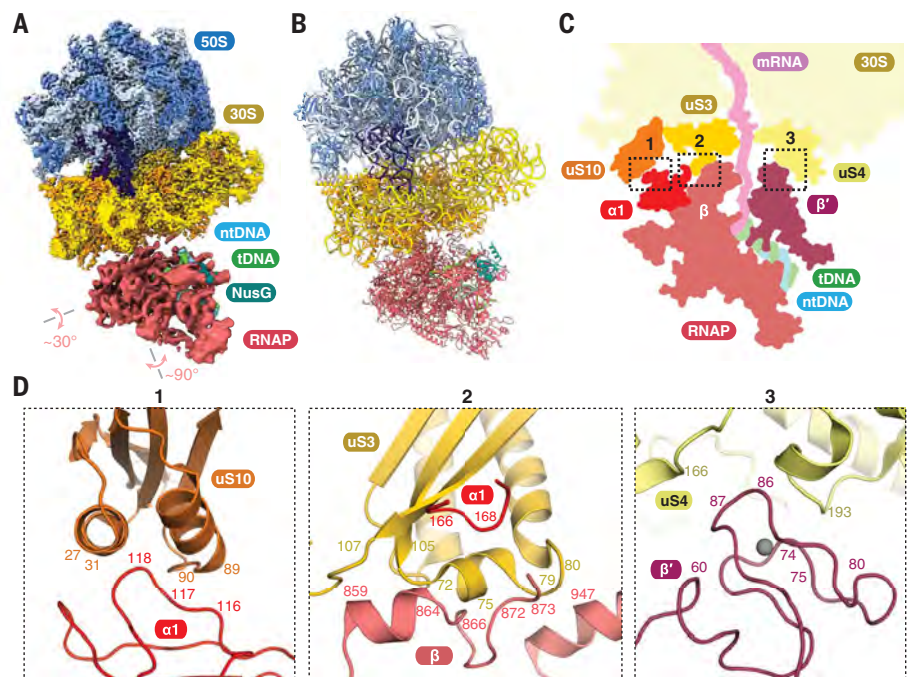 A
50S
30S
ntDNA
tDNA
NusG
RNAP
~30°
~90°
B
C
mRNA
30S
uS3
1
2
3
uS10
uS4
α1
β
β′
tDNA
ntDNA
RNAP
D
1
uS10
27
31
118
90
89
117
116
α1
2
uS3
α1
166
168
107
105
80
72
79
75
859
864
866
872
873
947
β
3
166
86
uS4
87
193
74
β′
60
75
80